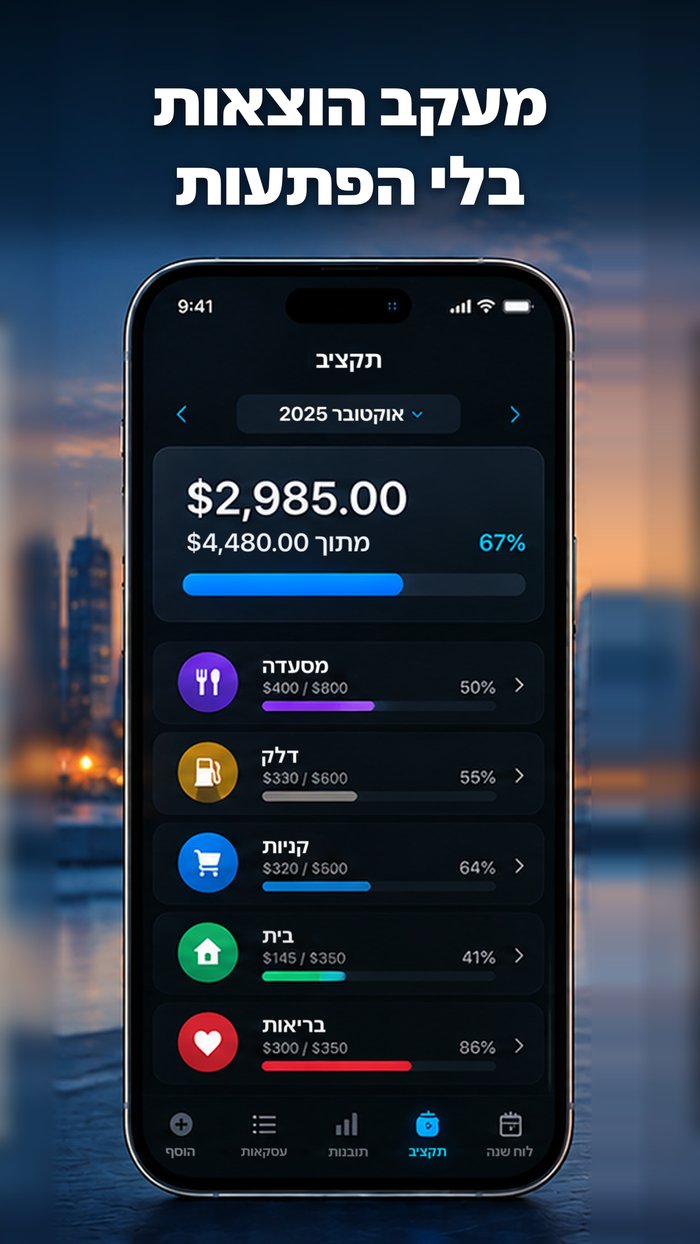 מעקב הוצאות
בלי הפתעות
9:41
תקציב
אוקטובר 2025
$2,985.00
מתוך $4,480.00
67%
מסעדה
$400 / $800
50%
דלק
$330 / $600
55%
קניות
$320 / $500
64%
בית
$145 / $350
41%
בריאות
$300 / $350
86%
הוסף
עסקאות
תובנות
תקציב
לוח שנה